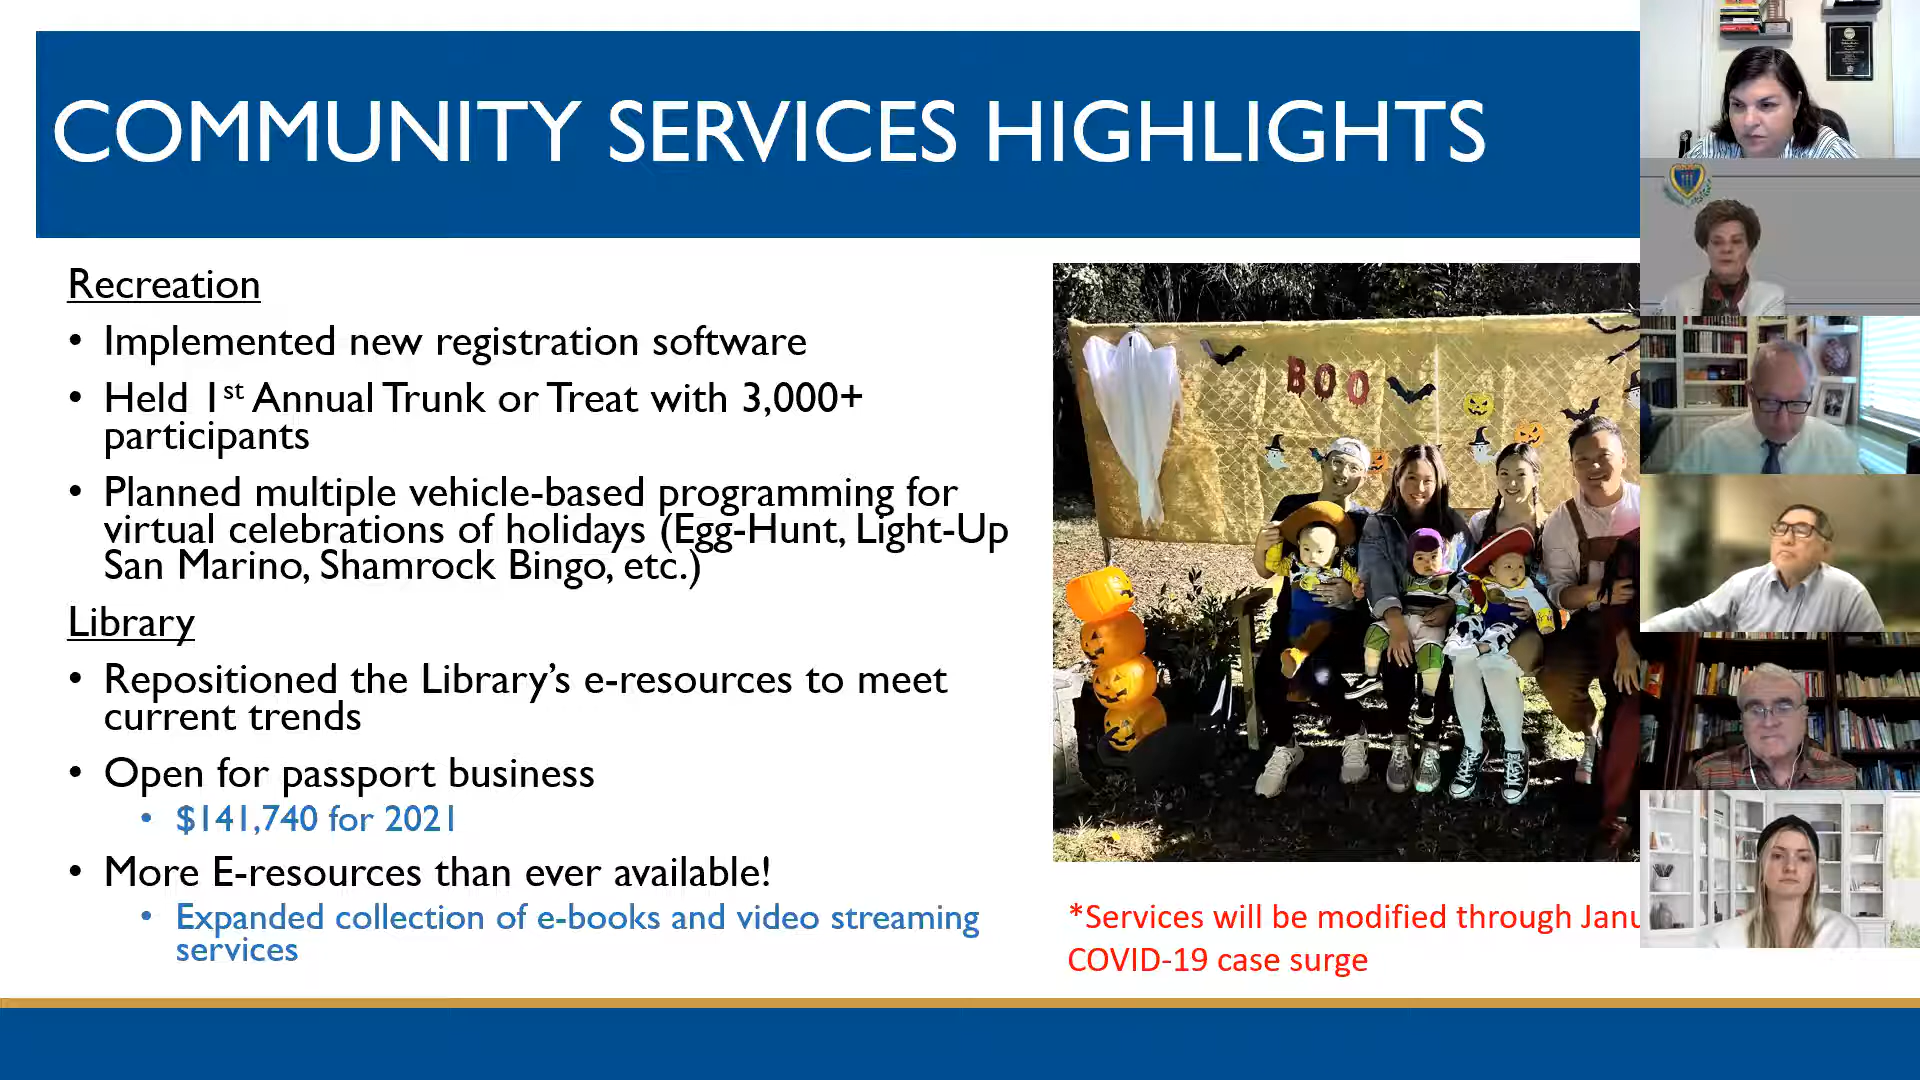 COMMUNITY SERVICES HIGHLIGHTS
Recreation
• Implemented new registration software
• Held 1st Annual Trunk or Treat with 3,000+
participants
• Planned multiple vehicle-based programming for
virtual celebrations of holidays (Egg-Hunt, Light-Up
San Marino, Shamrock Bingo, etc.)
Library
• Repositioned the Library's e-resources to meet
current trends
• Open for passport business
• $141,740 for 2021
• More E-resources than ever available!
• Expanded collection of e-books and video streaming
services
BOO
*Services will be modified through Janu
COVID-19 case surge